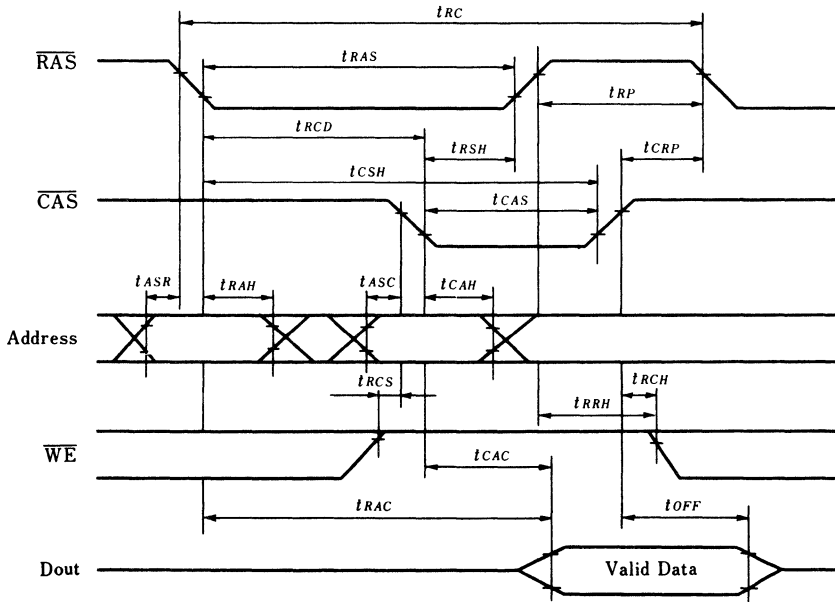 tRC
RAS
tRAS
tRP
tRCD
tRSH
tCRP
tCSH
CAS
tCAS
tASR
tRAH
tASC
tCAH
Address
tRCS
tRCH
tRRH
WE
tCAC
tRAC
tOFF
Dout
Valid Data